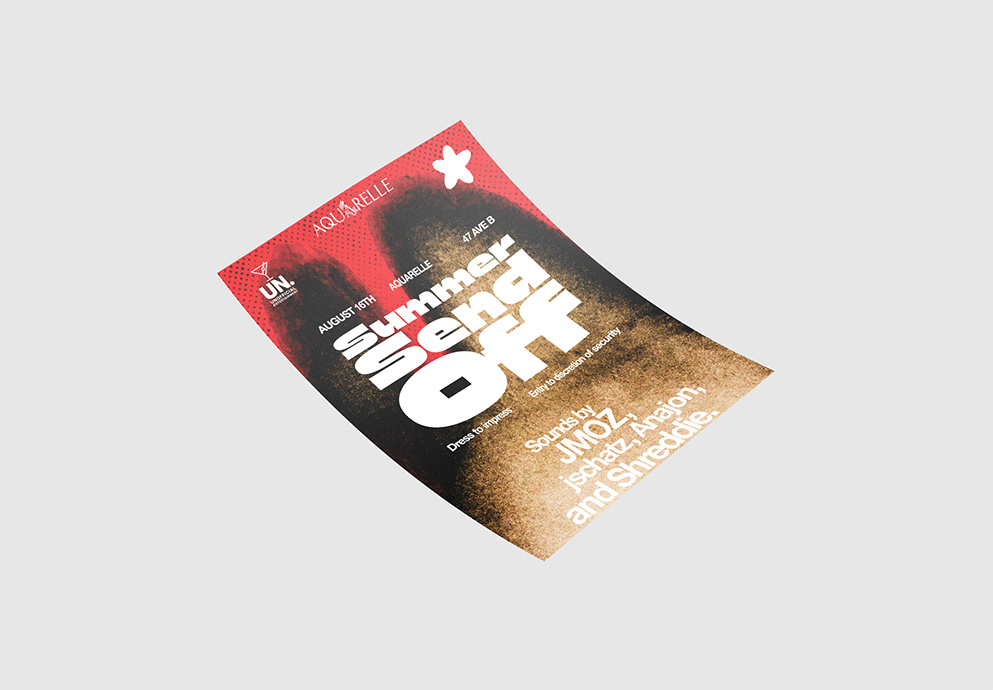 AQUARELLE
UN.
UNOFFICIAL
AUGUST 16TH
AQUARELLE
47 AVE B
Summer
Send
Off
Dress to impress
Entry to discretion of security
Sounds by
JMOZ,
jschatz, Anajon,
and Shreddie.